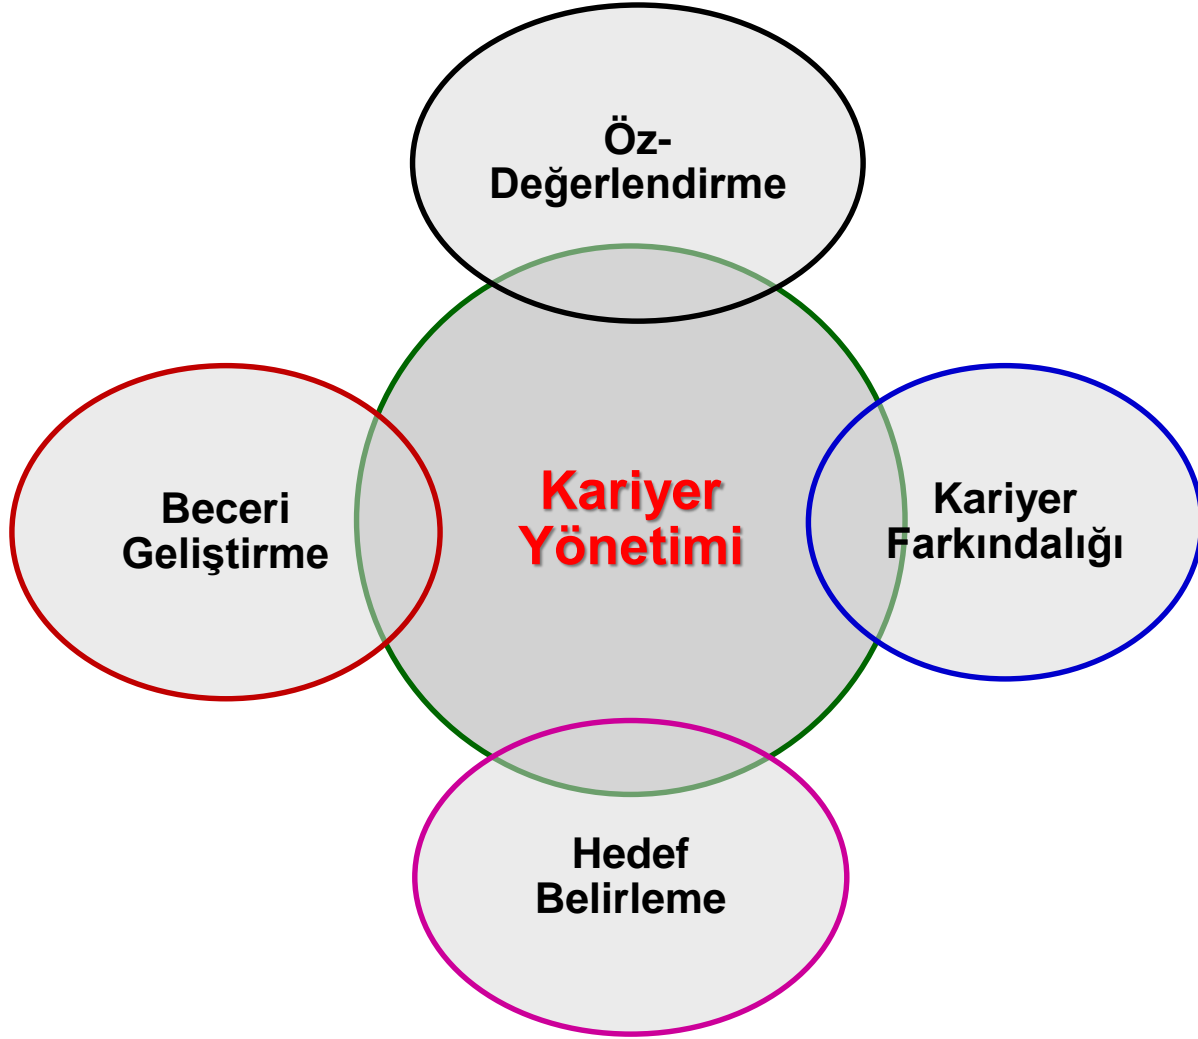 Öz-
Değerlendirme
Beceri
Geliştirme
Kariyer
Yönetimi
Kariyer
Farkındalığı
Hedef
Belirleme